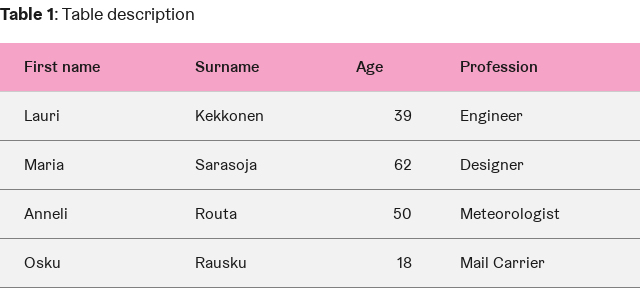 Table 1: Table description
First name Surname Age Profession
Lauri Kekkonen 39 Engineer
Maria Sarasoja 62 Designer
Anneli Routa 50 Meteorologist
Osku Rausku 18 Mail Carrier